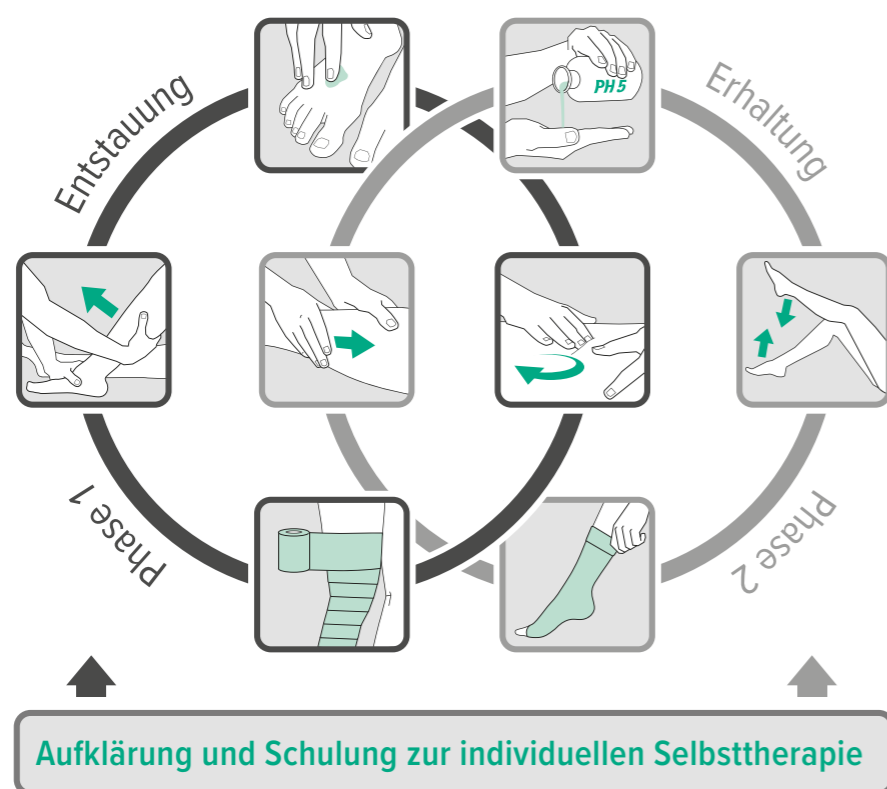 Entstauung
Erhaltung
PH 5
Phase 1
Phase 2
Aufklärung und Schulung zur individuellen Selbsttherapie